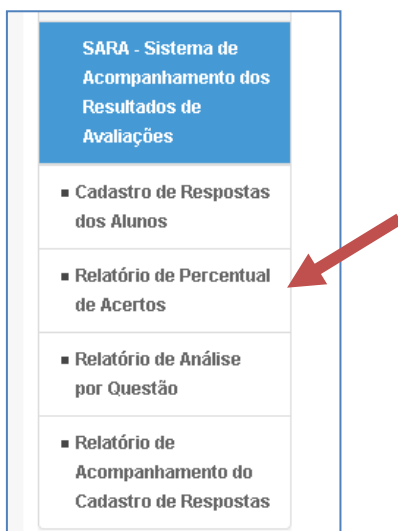 SARA - Sistema de
Acompanhamento dos
Resultados de
Avaliações
▪ Cadastro de Respostas
dos Alunos
▪ Relatório de Percentual
de Acertos
▪ Relatório de Análise
por Questão
▪ Relatório de
Acompanhamento do
Cadastro de Respostas